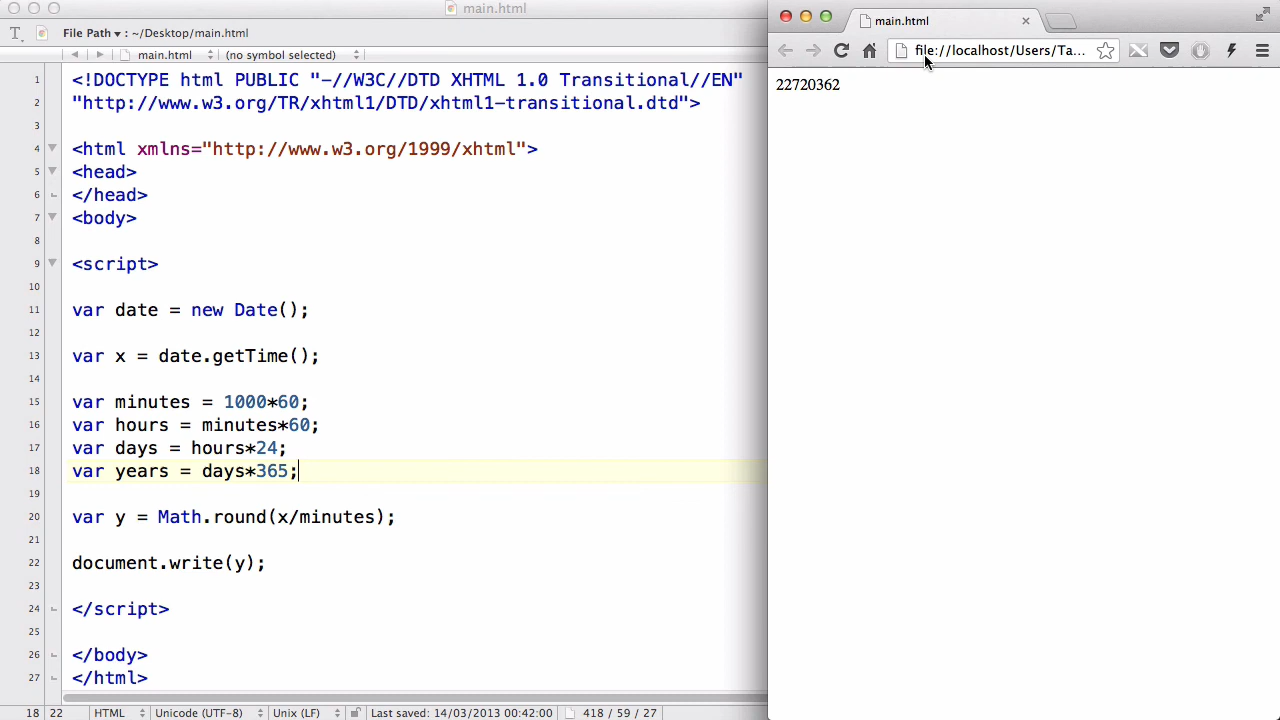 main.html
File Path ▾ : ~/Desktop/main.html
main.html (no symbol selected)
1 <!DOCTYPE html PUBLIC "-//W3C//DTD XHTML 1.0 Transitional//EN"
2 "http://www.w3.org/TR/xhtml1/DTD/xhtml1-transitional.dtd">
3
4 <html xmlns="http://www.w3.org/1999/xhtml">
5 <head>
6 </head>
7 <body>
8
9 <script>
10
11 var date = new Date();
12
13 var x = date.getTime();
14
15 var minutes = 1000*60;
16 var hours = minutes*60;
17 var days = hours*24;
18 var years = days*365;
19
20 var y = Math.round(x/minutes);
21
22 document.write(y);
23
24 </script>
25
26 </body>
27 </html>
18 22 HTML Unicode (UTF-8) Unix (LF) Last saved: 14/03/2013 00:42:00 418 / 59 / 27
main.html
file://localhost/Users/Ta...
22720362